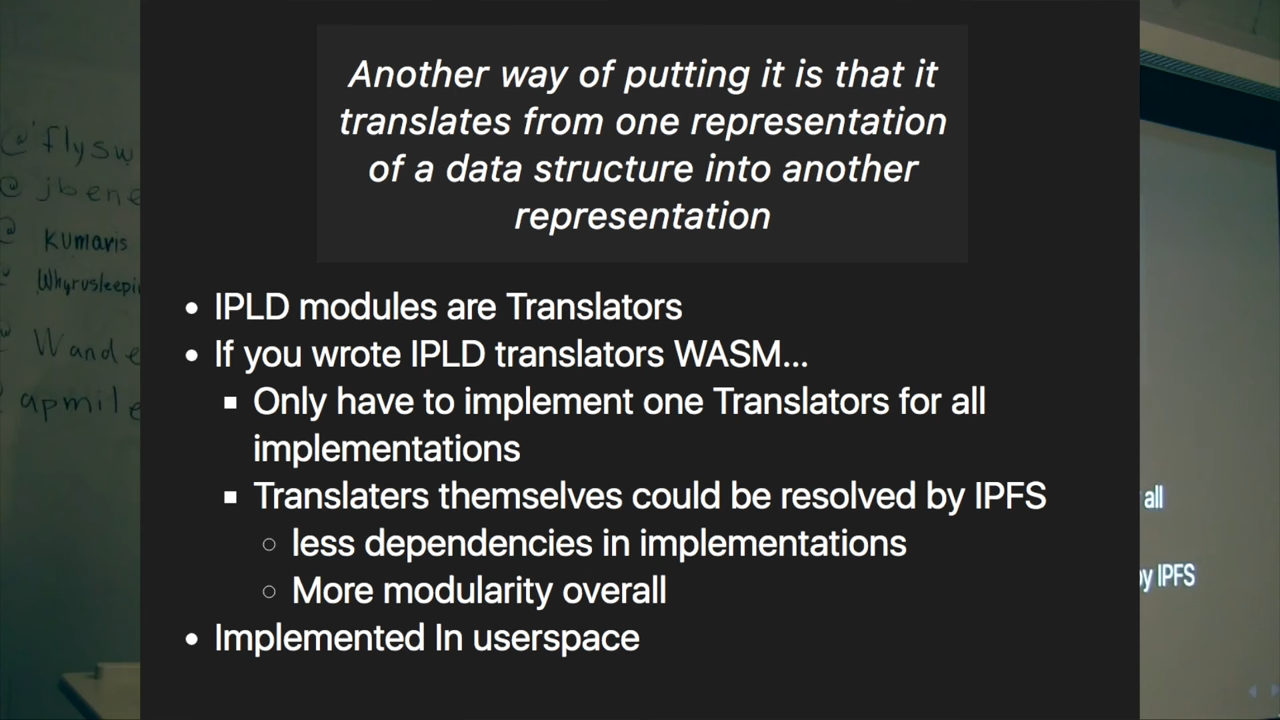 Another way of putting it is that it
translates from one representation
of a data structure into another
representation
IPLD modules are Translators
If you wrote IPLD translators WASM...
Only have to implement one Translators for all
implementations
Translaters themselves could be resolved by IPFS
less dependencies in implementations
More modularity overall
Implemented In userspace
@flysw
@jbene
@ Kumavis
Whyrusleepi
Wande
apmile
all
by IPFS